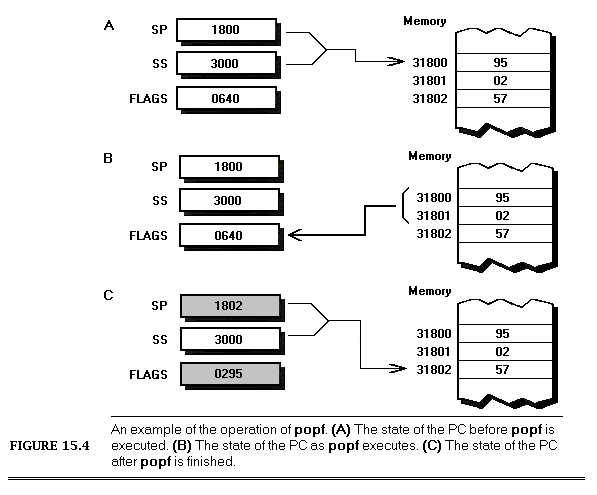 A
SP 1800
SS 3000
FLAGS 0640
Memory
31800 95
31801 02
31802 57
B
SP 1800
SS 3000
FLAGS 0640
Memory
31800 95
31801 02
31802 57
C
SP 1802
SS 3000
FLAGS 0295
Memory
31800 95
31801 02
31802 57
FIGURE 15.4
An example of the operation of popf. (A) The state of the PC before popf is
executed. (B) The state of the PC as popf executes. (C) The state of the PC
after popf is finished.